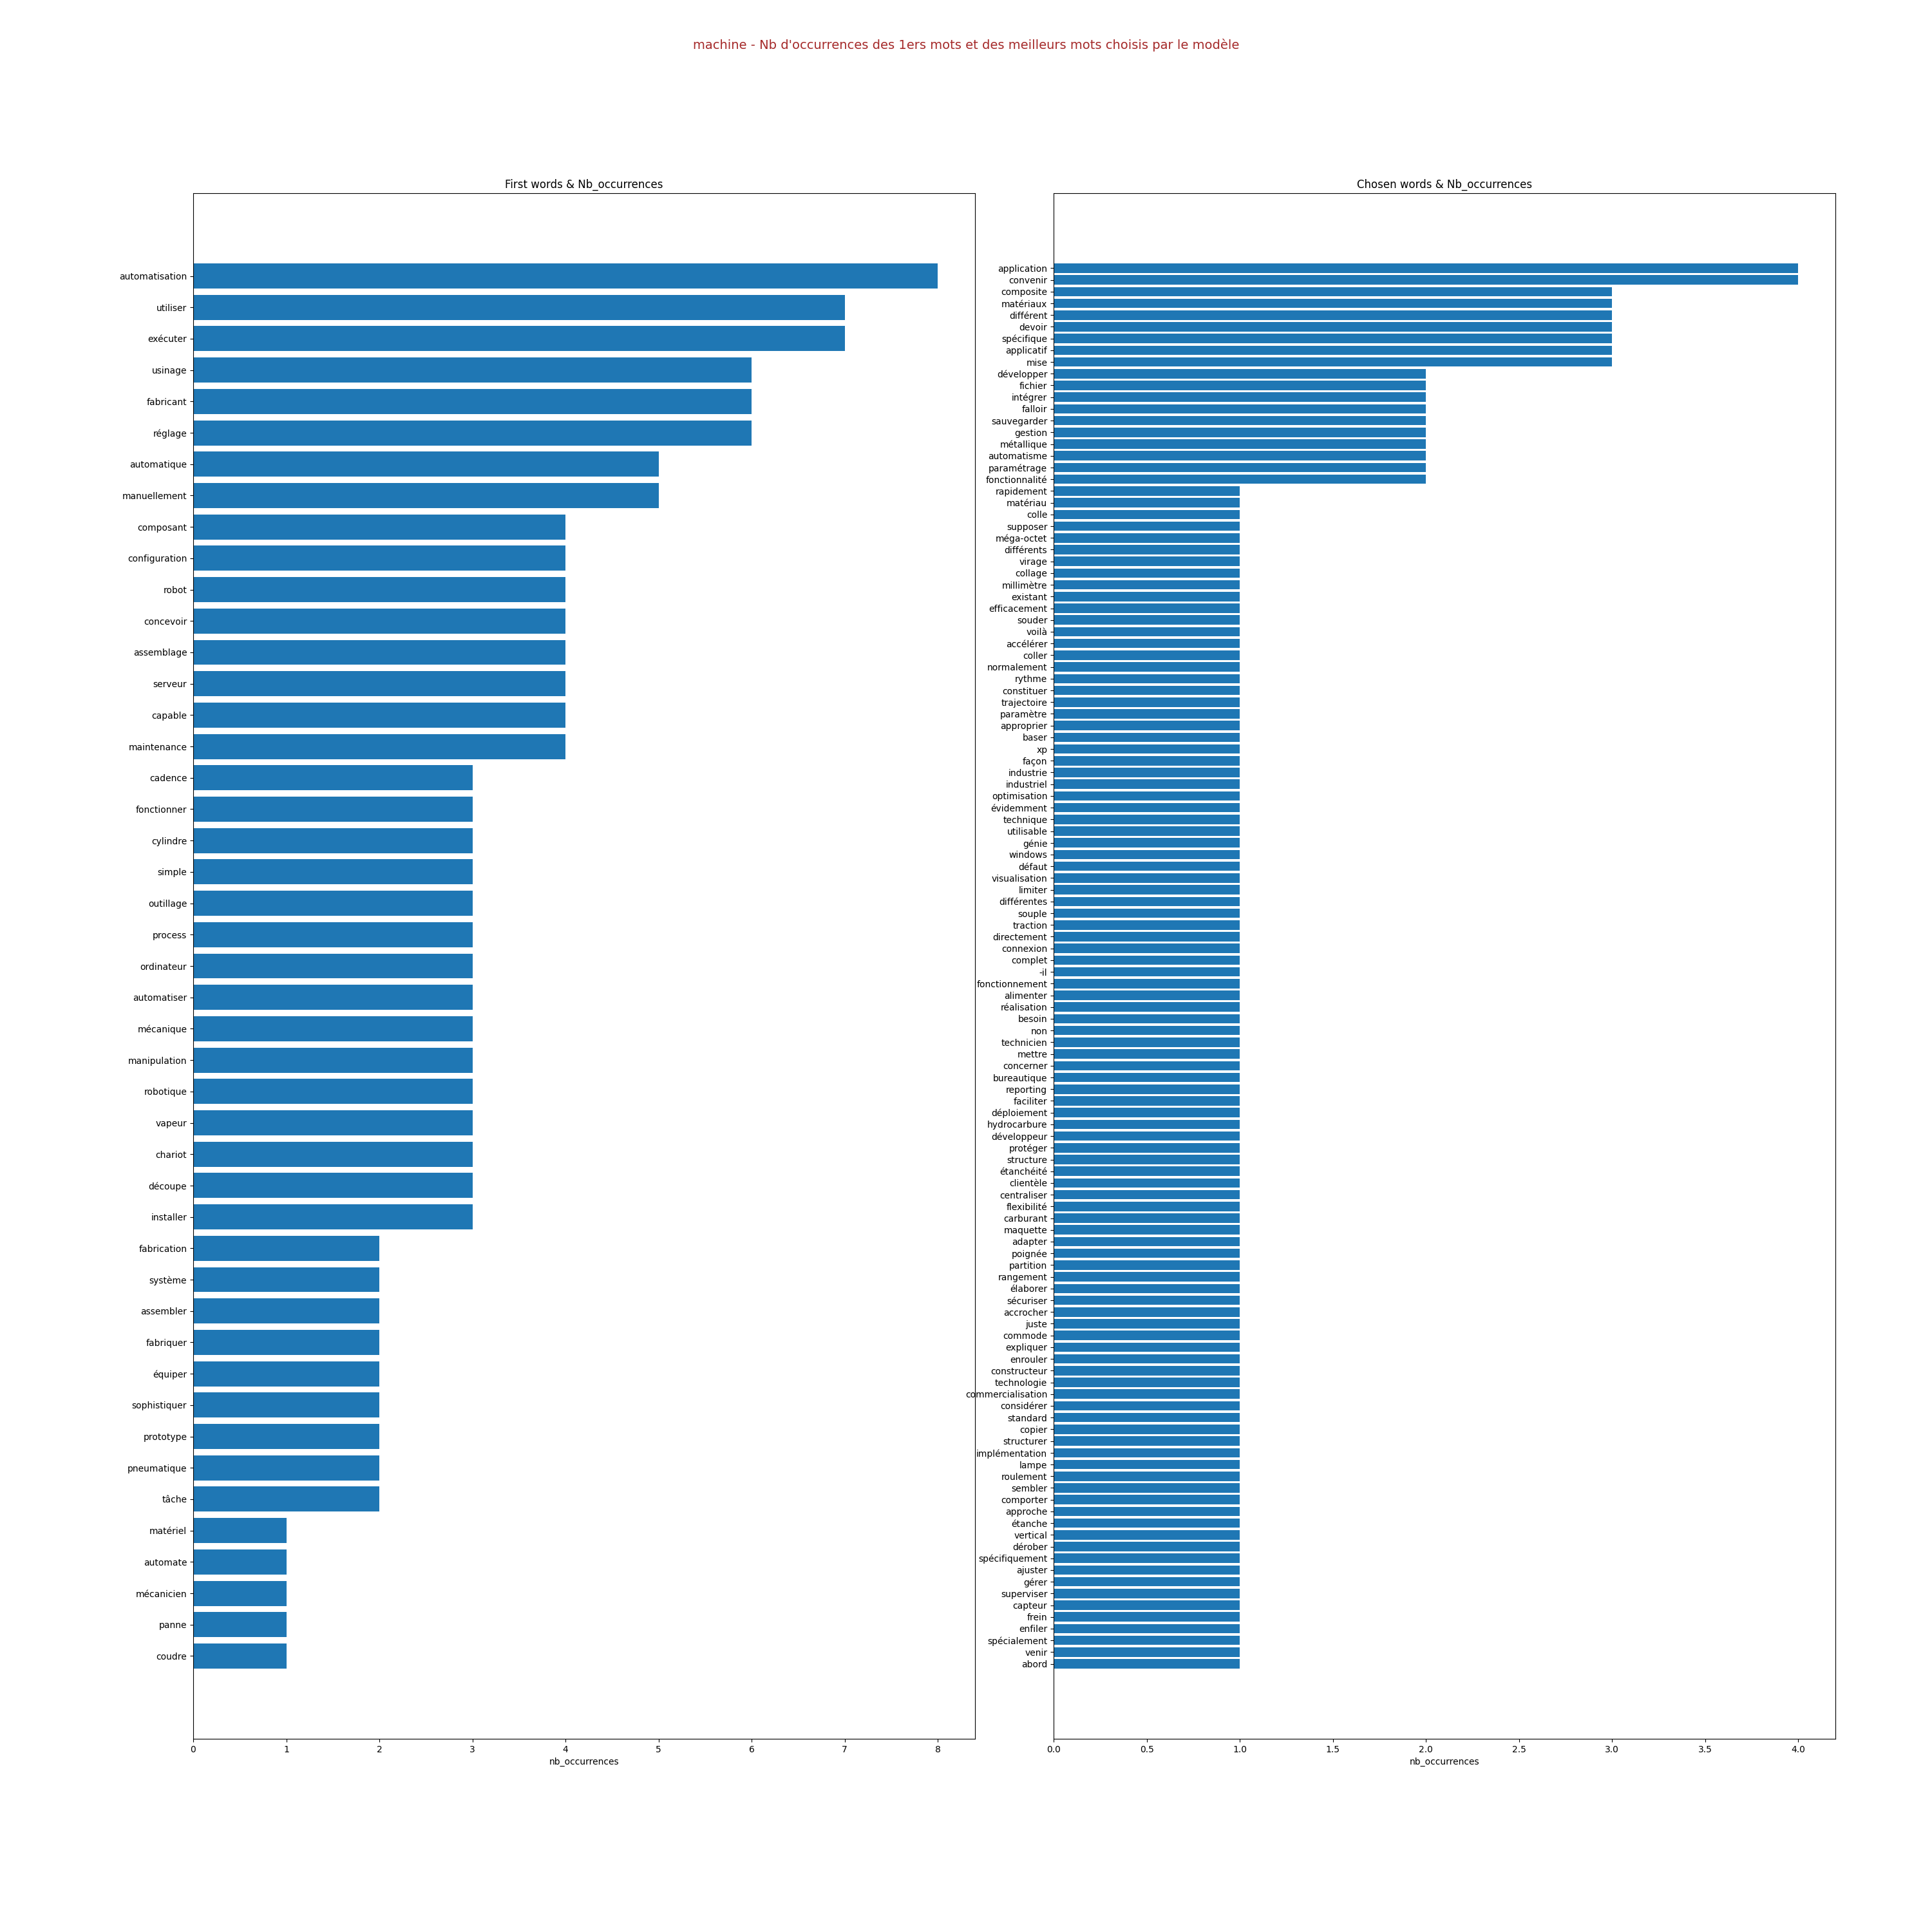 machine - Nb d'occurrences des 1ers mots et des meilleurs mots choisis par le modèle
First words & Nb_occurrences
automatisation
utiliser
exécuter
usinage
fabricant
réglage
automatique
manuellement
composant
configuration
robot
concevoir
assemblage
serveur
capable
maintenance
cadence
fonctionner
cylindre
simple
outillage
process
ordinateur
automatiser
mécanique
manipulation
robotique
vapeur
chariot
découpe
installer
fabrication
système
assembler
fabriquer
équiper
sophistiquer
prototype
pneumatique
tâche
matériel
automate
mécanicien
panne
coudre
0 1 2 3 4 5 6 7 8
nb_occurrences
Chosen words & Nb_occurrences
application
convenir
composite
matériaux
différent
devoir
spécifique
applicatif
mise
développer
fichier
intégrer
falloir
sauvegarder
gestion
métallique
automatisme
paramétrage
fonctionnalité
rapidement
matériau
colle
supposer
méga-octet
différents
virage
collage
millimètre
existant
efficacement
souder
voilà
accélérer
coller
normalement
rythme
constituer
trajectoire
paramètre
approprier
baser
xp
façon
industrie
industriel
optimisation
évidemment
technique
utilisable
génie
windows
défaut
visualisation
limiter
différentes
souple
traction
directement
connexion
complet
-il
fonctionnement
alimenter
réalisation
besoin
non
technicien
mettre
concerner
bureautique
reporting
faciliter
déploiement
hydrocarbure
développeur
protéger
structure
étanchéité
clientèle
centraliser
flexibilité
carburant
maquette
adapter
poignée
partition
rangement
élaborer
sécuriser
accrocher
juste
commode
expliquer
enrouler
constructeur
technologie
commercialisation
considérer
standard
copier
structurer
implémentation
lampe
roulement
sembler
comporter
approche
étanche
vertical
dérober
spécifiquement
ajuster
gérer
superviser
capteur
frein
enfiler
spécialement
venir
abord
0.0 0.5 1.0 1.5 2.0 2.5 3.0 3.5 4.0
nb_occurrences